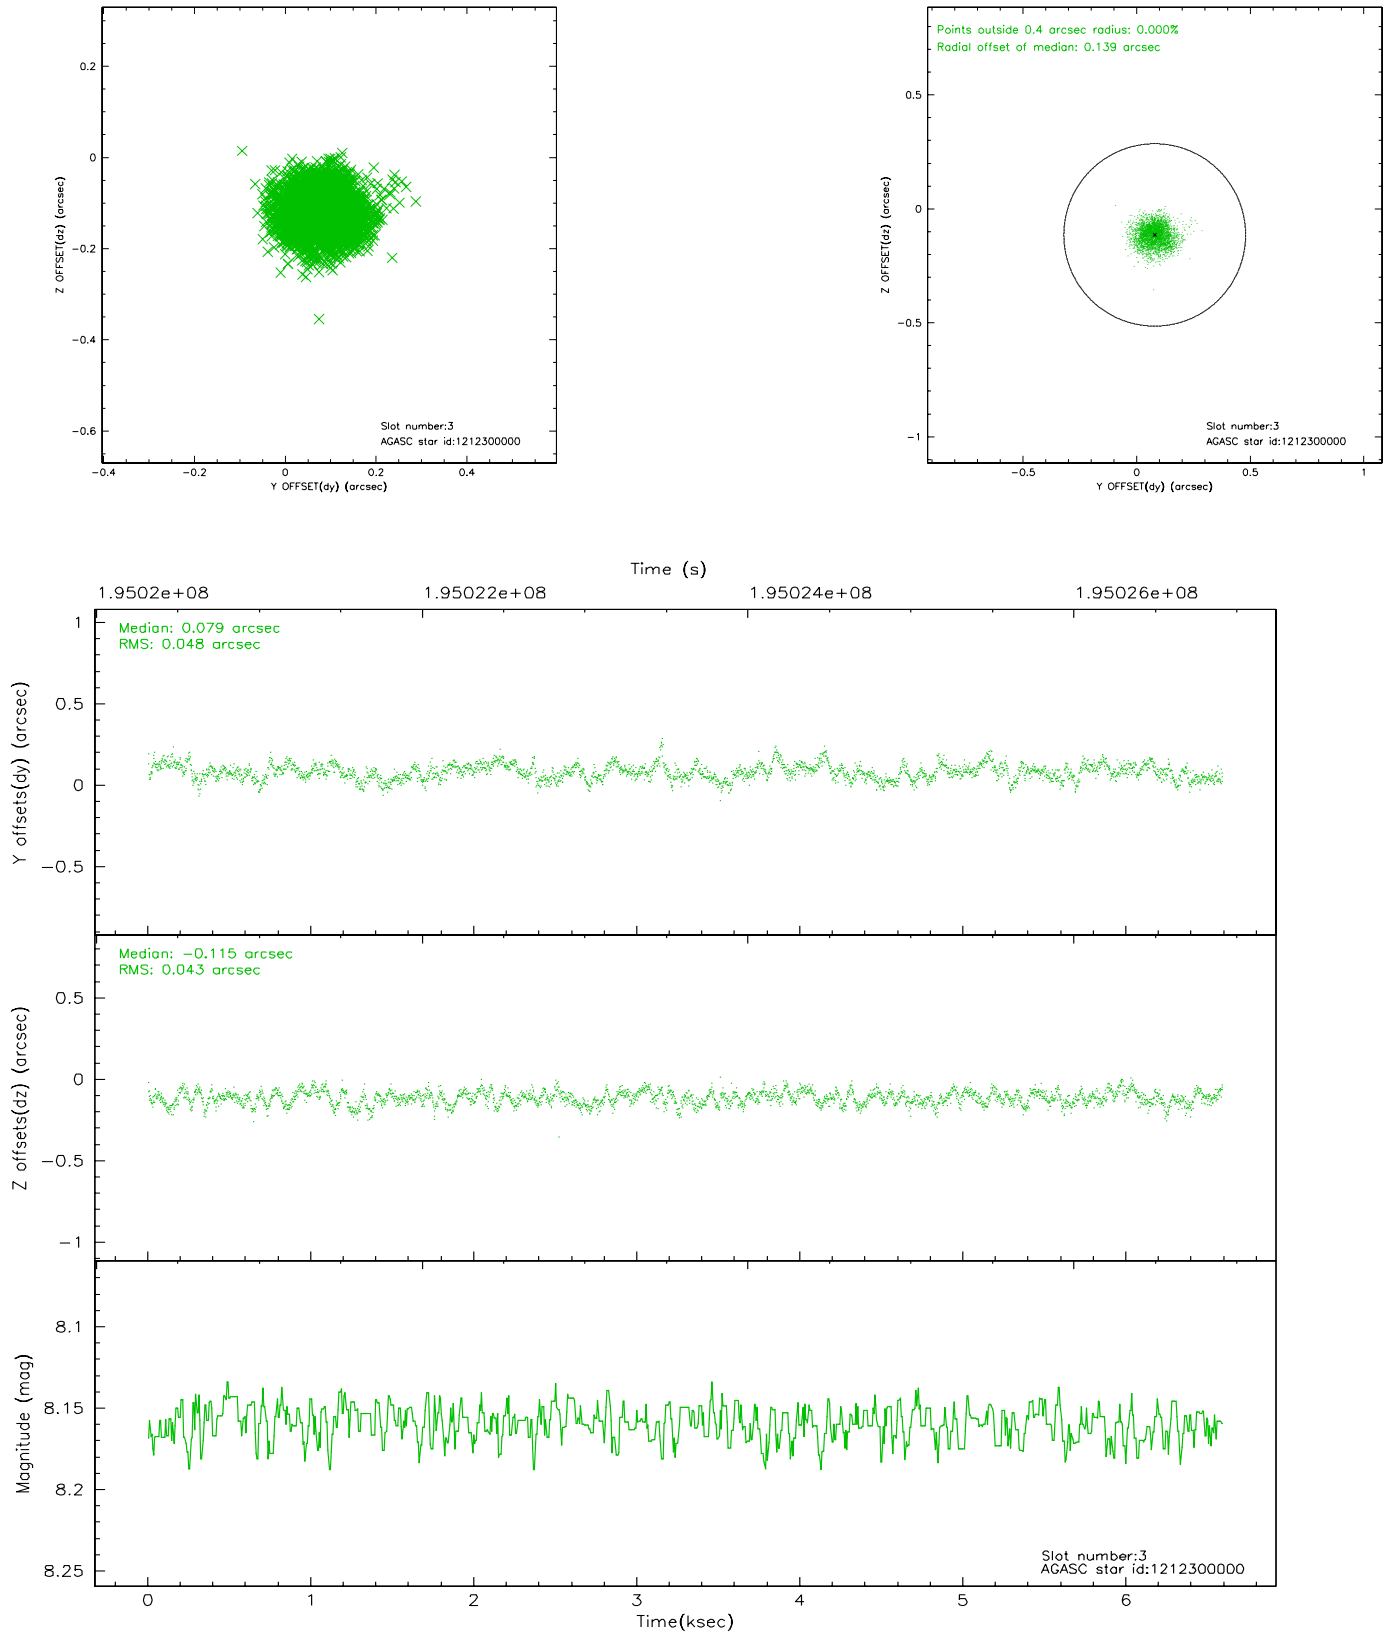 0.2
0
−0.2
−0.4
−0.6
Z OFFSET(dz) (arcsec)
−0.4 −0.2 0 0.2 0.4
Y OFFSET(dy) (arcsec)
Slot number:3
AGASC star id:1212300000
Points outside 0.4 arcsec radius: 0.000%
Radial offset of median: 0.139 arcsec
0.5
0
−0.5
−1
Z OFFSET(dz) (arcsec)
−0.5 0 0.5 1
Y OFFSET(dy) (arcsec)
Slot number:3
AGASC star id:1212300000
Time (s)
1.9502e+08 1.95022e+08 1.95024e+08 1.95026e+08
Median: 0.079 arcsec
RMS: 0.048 arcsec
1
0.5
0
−0.5
Y offsets(dy) (arcsec)
Median: −0.115 arcsec
RMS: 0.043 arcsec
0.5
0
−0.5
−1
Z offsets(dz) (arcsec)
8.1
8.15
8.2
8.25
Magnitude (mag)
Slot number:3
AGASC star id:1212300000
0 1 2 3 4 5 6
Time(ksec)